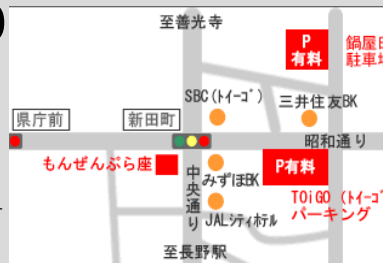 至善光寺
P
有料
鍋屋田
駐車場
SBC(トイーゴ)
三井住友BK
県庁前
新田町
昭和通り
もんぜんぷら座
中央通り
みずほBK
P有料
TOiGO (トイーゴ
パーキング
JALシティホテル
至長野駅